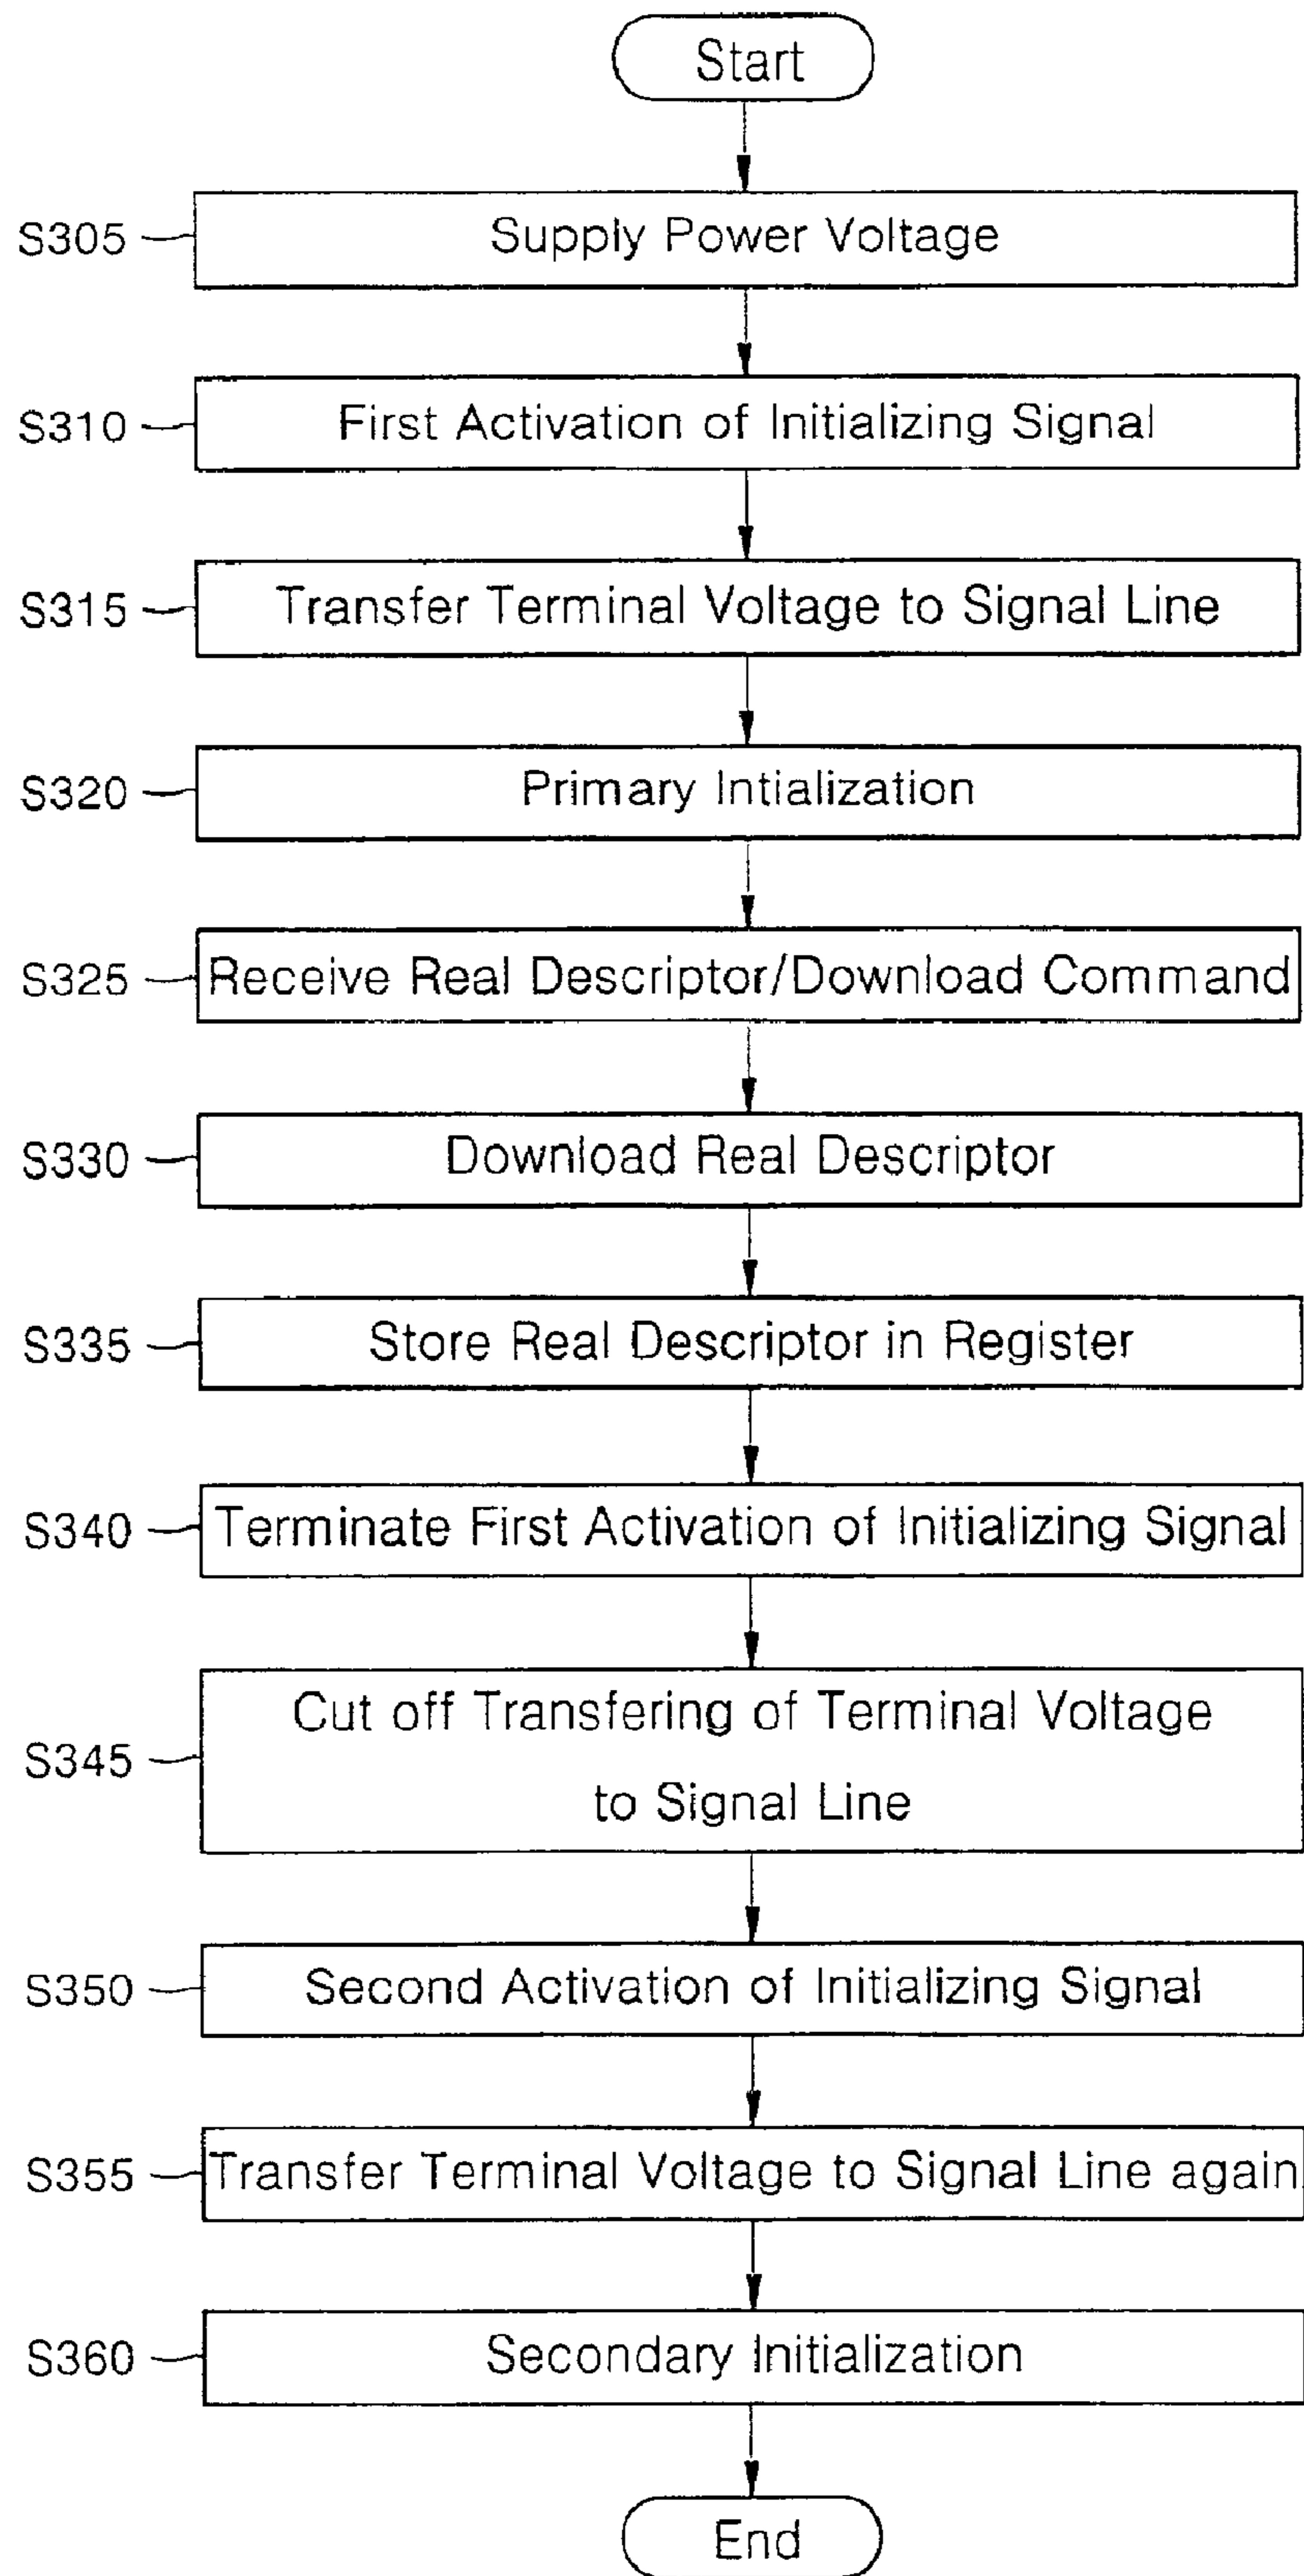 Start
S305
Supply Power Voltage
S310
First Activation of Initializing Signal
S315
Transfer Terminal Voltage to Signal Line
S320
Primary Intialization
S325
Receive Real Descriptor/Download Command
S330
Download Real Descriptor
S335
Store Real Descriptor in Register
S340
Terminate First Activation of Initializing Signal
S345
Cut off Transfering of Terminal Voltage
to Signal Line
S350
Second Activation of Initializing Signal
S355
Transfer Terminal Voltage to Signal Line again
S360
Secondary Initialization
End